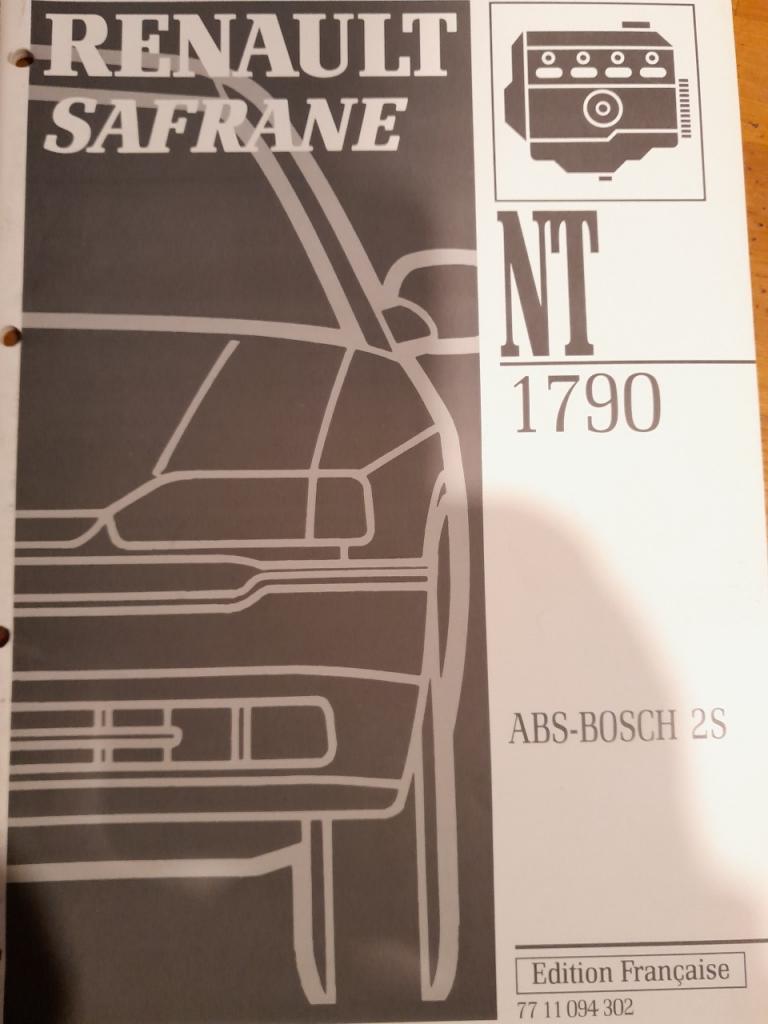 RENAULT
SAFRANE
NT
1790
ABS-BOSCH 2S
Edition Française
77 11 094 302